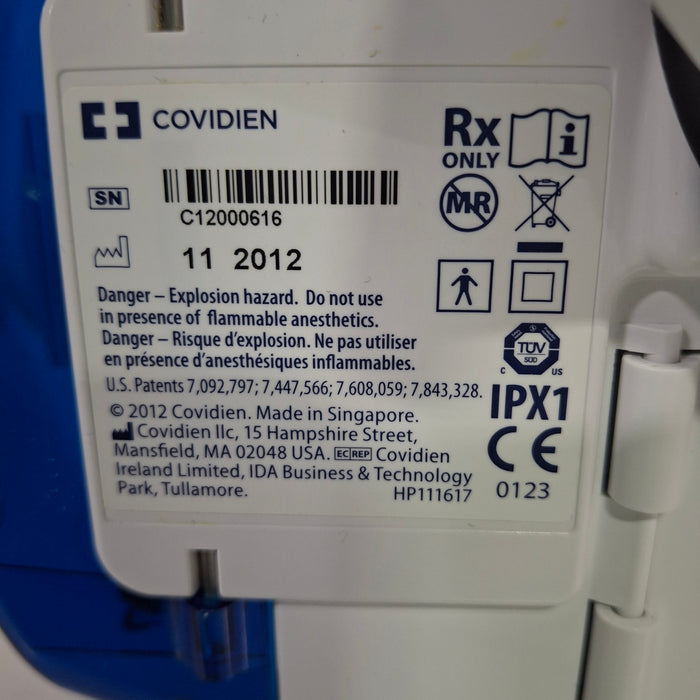 COVIDIEN
Rx
ONLY
i
SN
C12000616
MR
11 2012
Danger – Explosion hazard. Do not use
in presence of flammable anesthetics.
Danger – Risque d'explosion. Ne pas utiliser
en présence d'anesthésiques inflammables.
U.S. Patents 7,092,797; 7,447,566; 7,608,059; 7,843,328.
© 2012 Covidien. Made in Singapore.
Covidien llc, 15 Hampshire Street,
Mansfield, MA 02048 USA. EC REP Covidien
Ireland Limited, IDA Business & Technology
Park, Tullamore.
HP111617
TÜV
SÜD
C US
IPX1
CE
0123